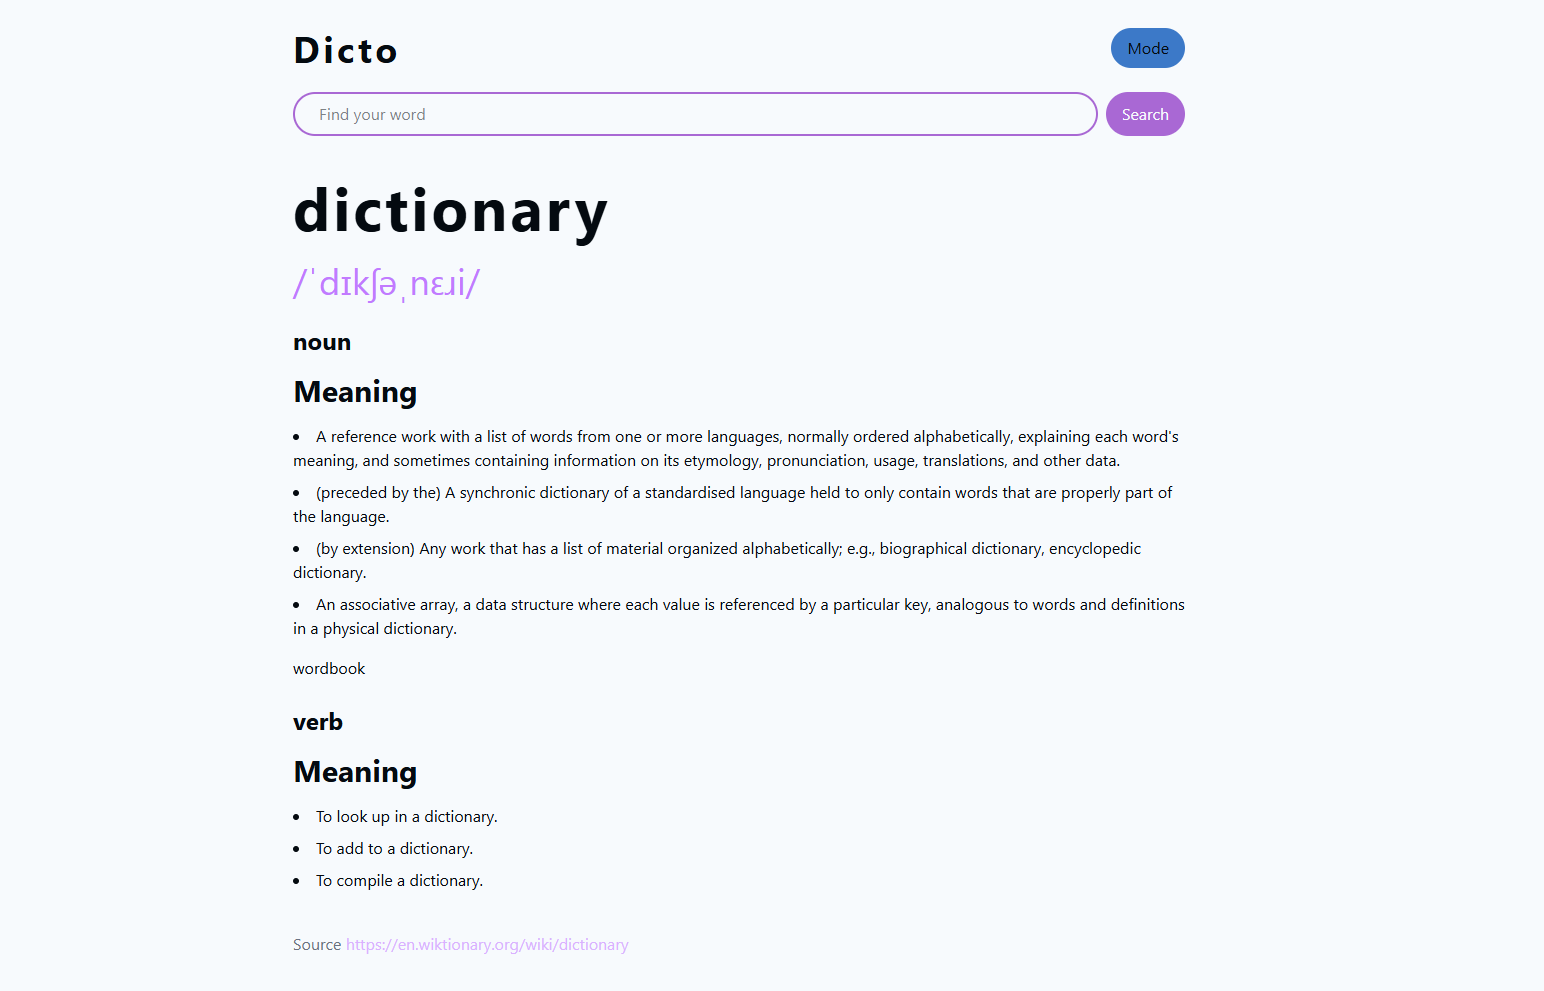 Dicto
Mode
Find your word
Search
dictionary
/ˈdɪkʃəˌnɛɹi/
noun
Meaning
• A reference work with a list of words from one or more languages, normally ordered alphabetically, explaining each word's
meaning, and sometimes containing information on its etymology, pronunciation, usage, translations, and other data.
• (preceded by the) A synchronic dictionary of a standardised language held to only contain words that are properly part of
the language.
• (by extension) Any work that has a list of material organized alphabetically; e.g., biographical dictionary, encyclopedic
dictionary.
• An associative array, a data structure where each value is referenced by a particular key, analogous to words and definitions
in a physical dictionary.
wordbook
verb
Meaning
• To look up in a dictionary.
• To add to a dictionary.
• To compile a dictionary.
Source https://en.wiktionary.org/wiki/dictionary